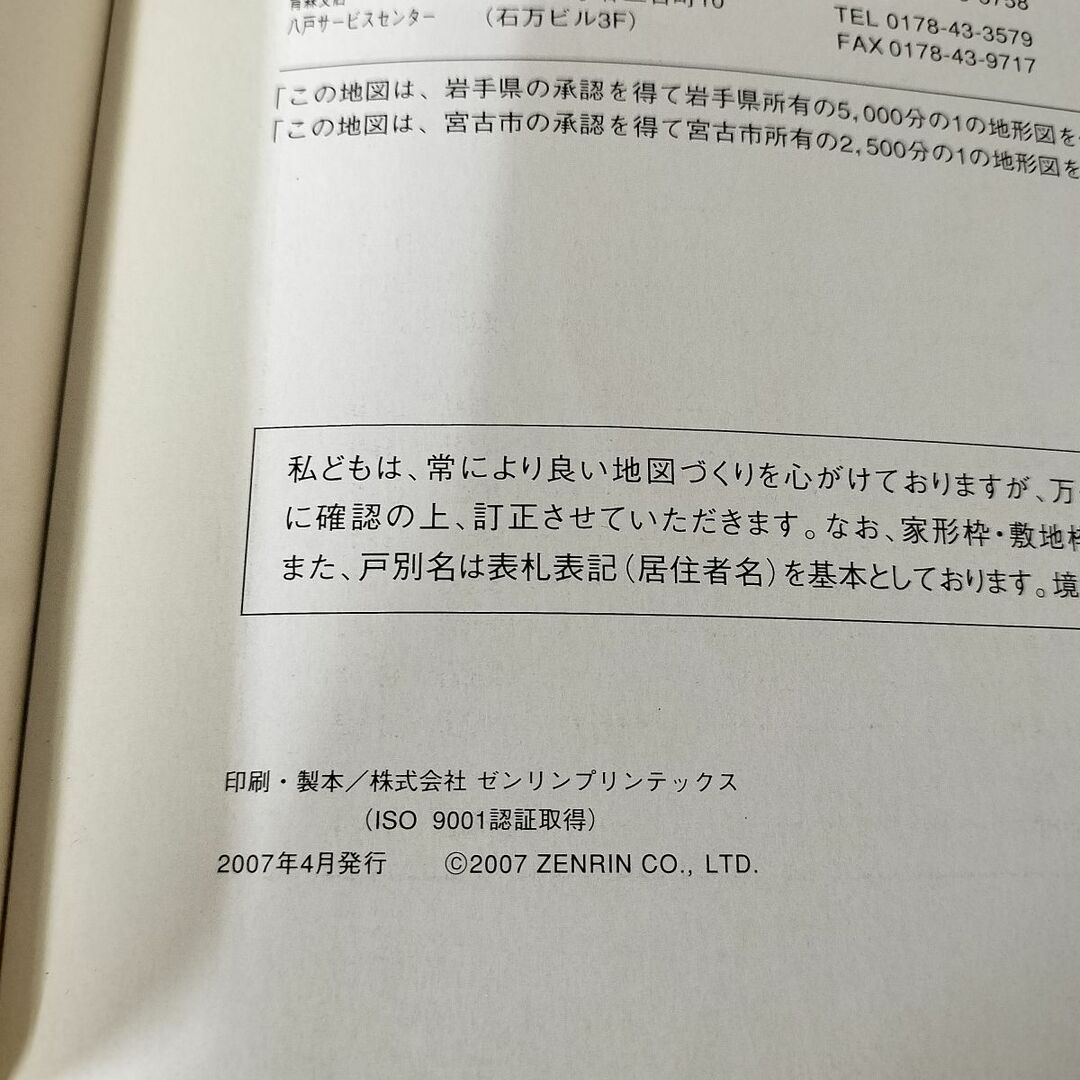 八戸サービスセンター (石万ビル3F)
TEL 0178-43-3579
FAX 0178-43-9717
「この地図は、岩手県の承認を得て岩手県所有の5,000分の1の地形図を
「この地図は、宮古市の承認を得て宮古市所有の2,500分の1の地形図を
私どもは、常により良い地図づくりを心がけておりますが、万
に確認の上、訂正させていただきます。なお、家形枠・敷地
また、戸別名は表札表記(居住者名)を基本としております。境
印刷・製本/株式会社 ゼンリンプリンテックス
(ISO 9001認証取得)
2007年4月発行 ©2007 ZENRIN CO., LTD.